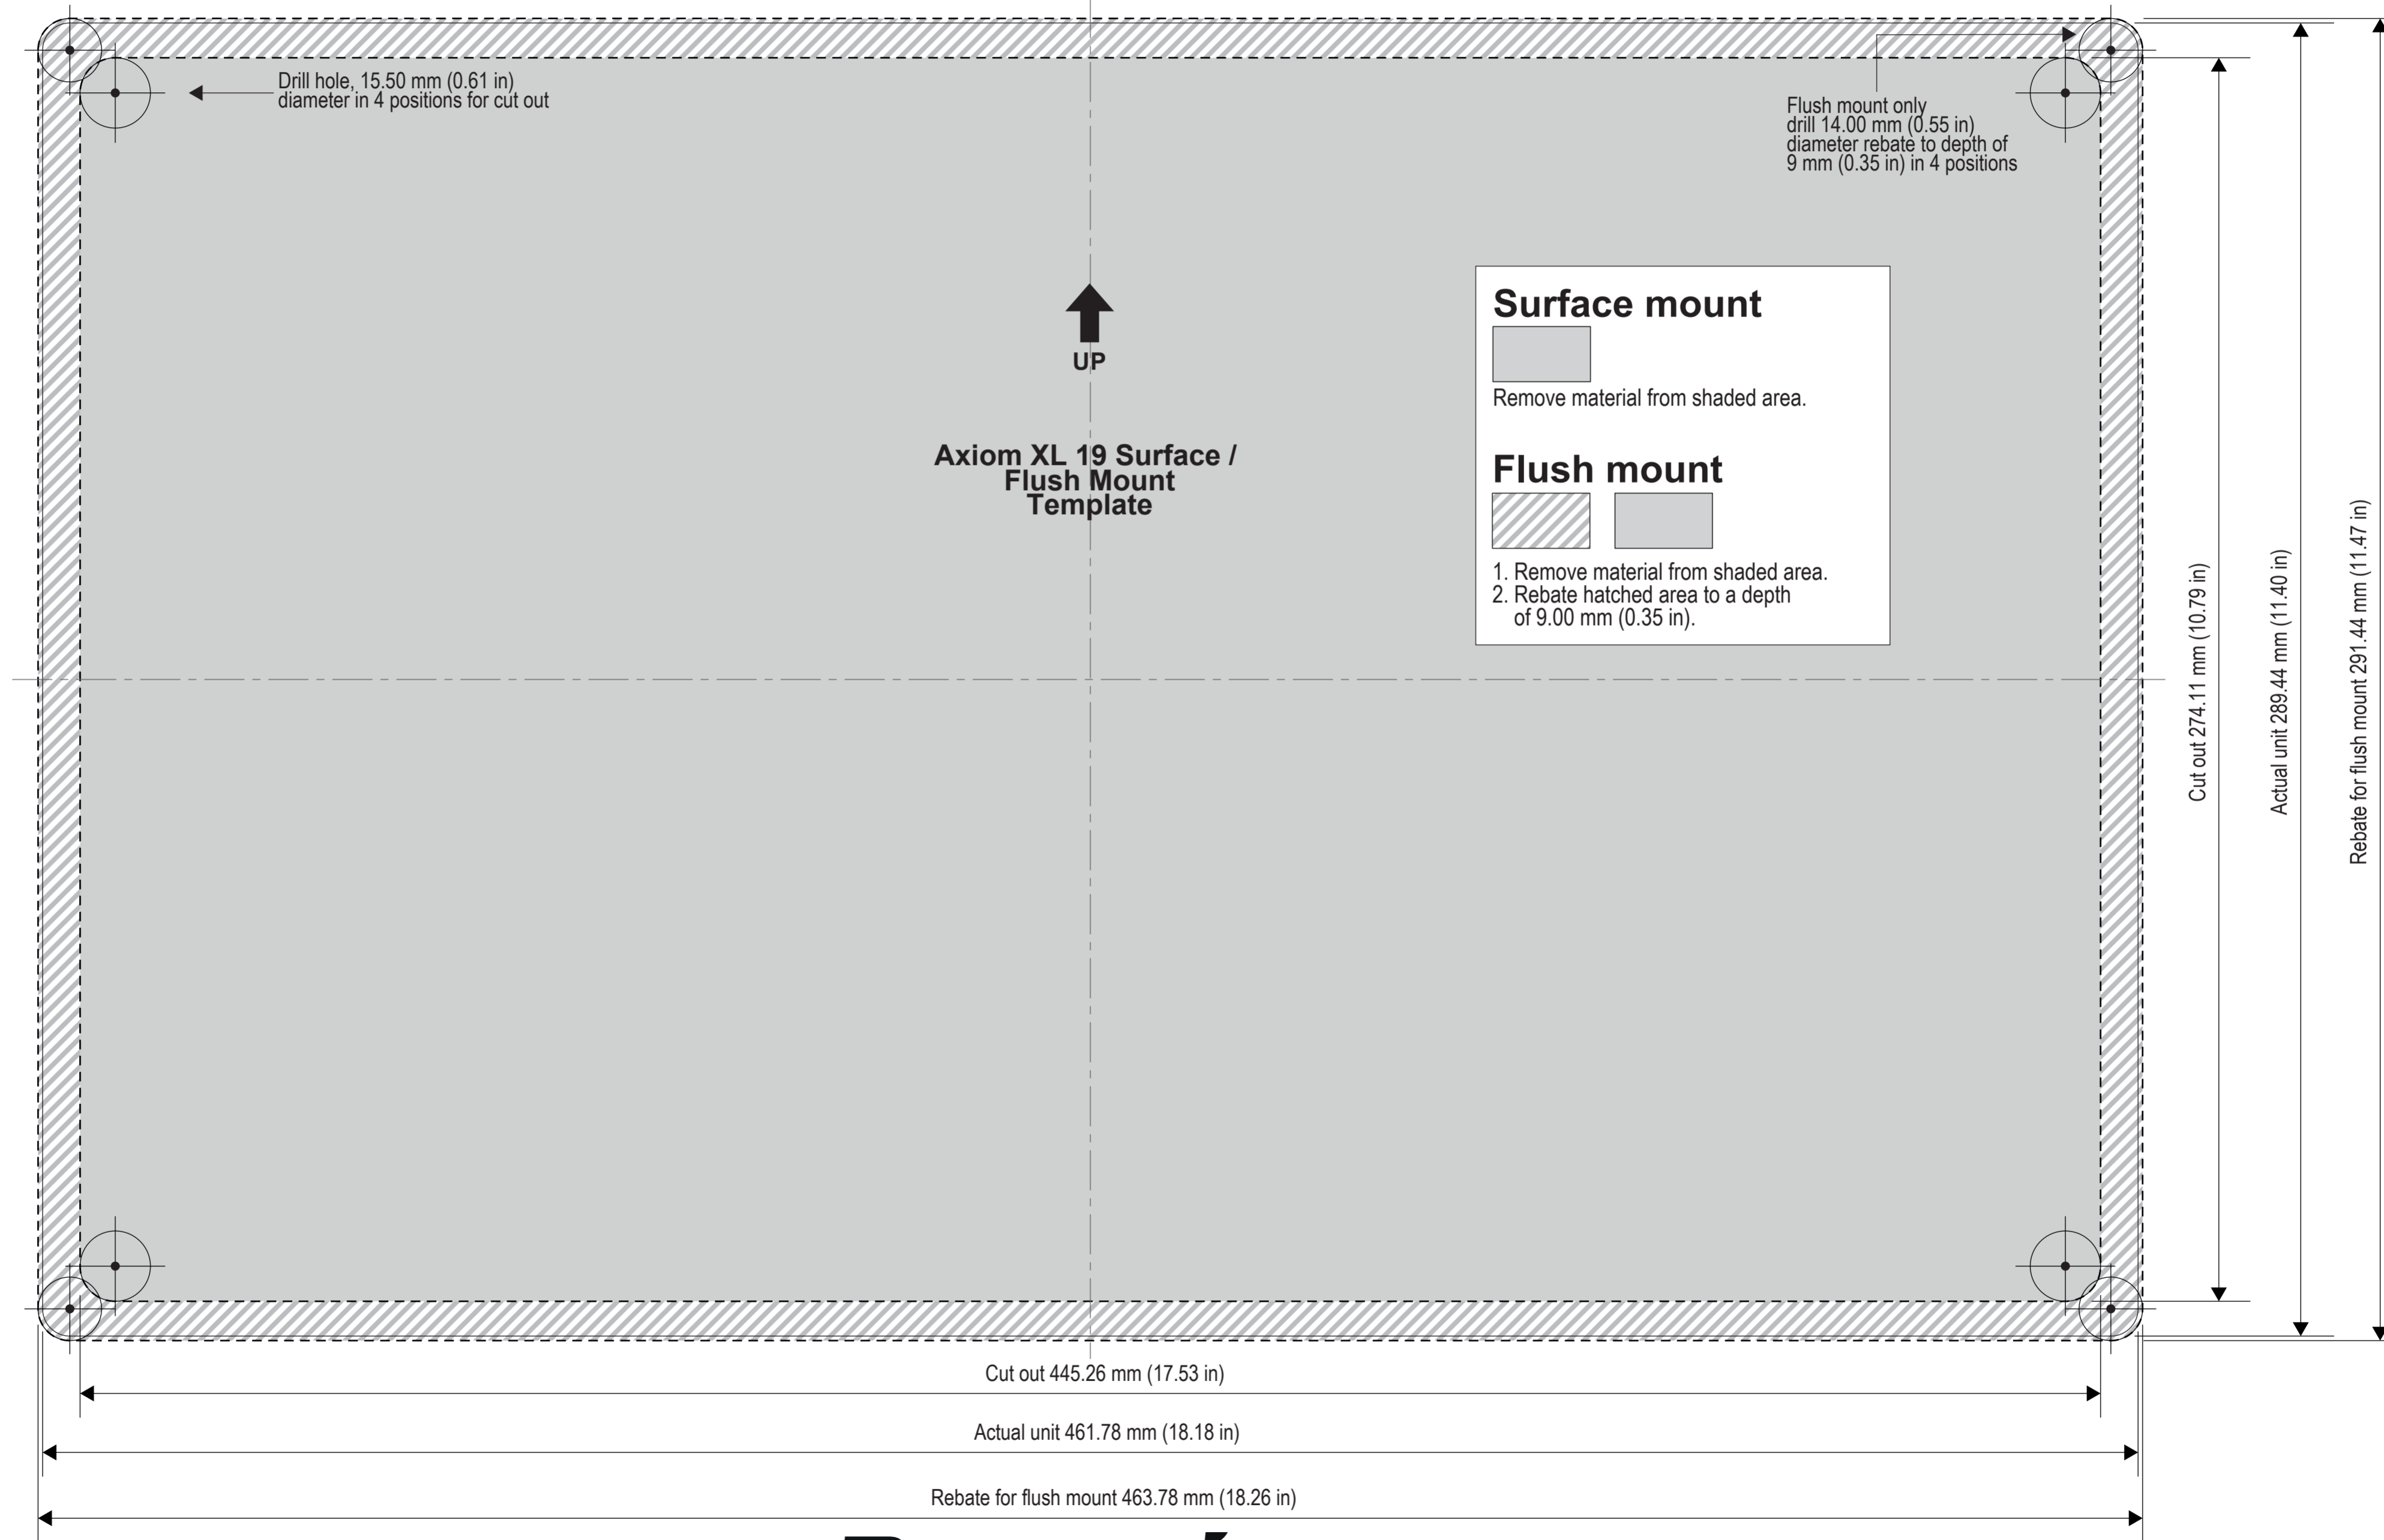 Drill hole, 15.50 mm (0.61 in)
diameter in 4 positions for cut out
Flush mount only
drill 14.00 mm (0.55 in)
diameter rebate to depth of
9 mm (0.35 in) in 4 positions
UP
Axiom XL 19 Surface /
Flush Mount
Template
Surface mount
Remove material from shaded area.
Flush mount
1. Remove material from shaded area.
2. Rebate hatched area to a depth
of 9.00 mm (0.35 in).
Cut out 274.11 mm (10.79 in)
Actual unit 289.44 mm (11.40 in)
Rebate for flush mount 291.44 mm (11.47 in)
Cut out 445.26 mm (17.53 in)
Actual unit 461.78 mm (18.18 in)
Rebate for flush mount 463.78 mm (18.26 in)